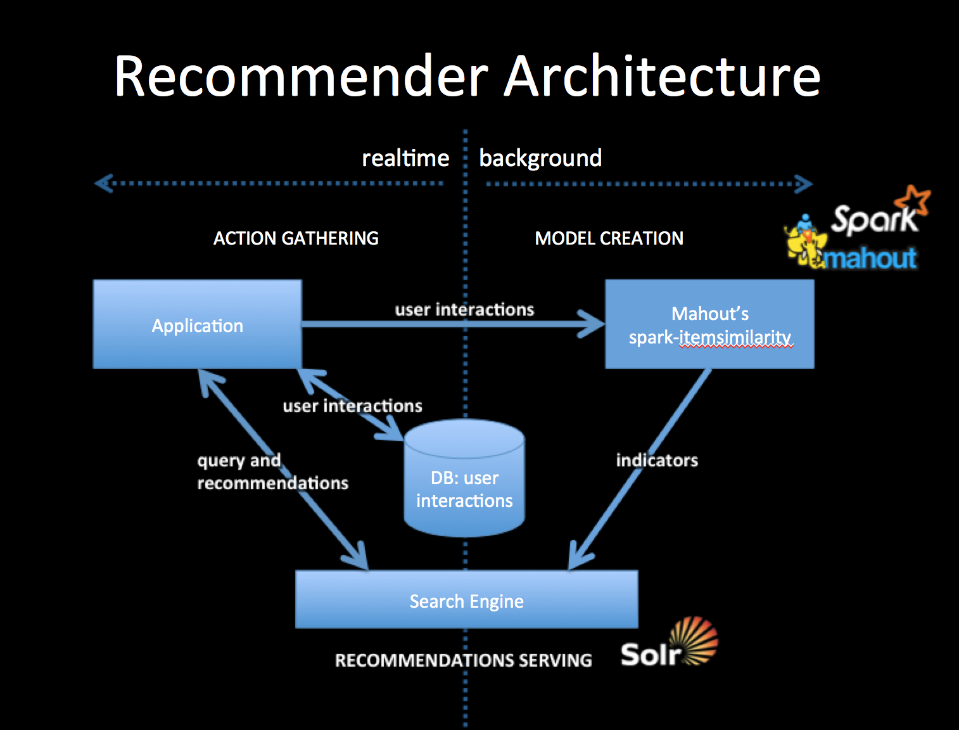 Recommender Architecture
realtime
background
ACTION GATHERING
MODEL CREATION
Spark
mahout
Application
user interactions
Mahout's
spark-itemsimilarity
user interactions
query and
recommendations
DB: user
interactions
indicators
Search Engine
RECOMMENDATIONS SERVING
Solr